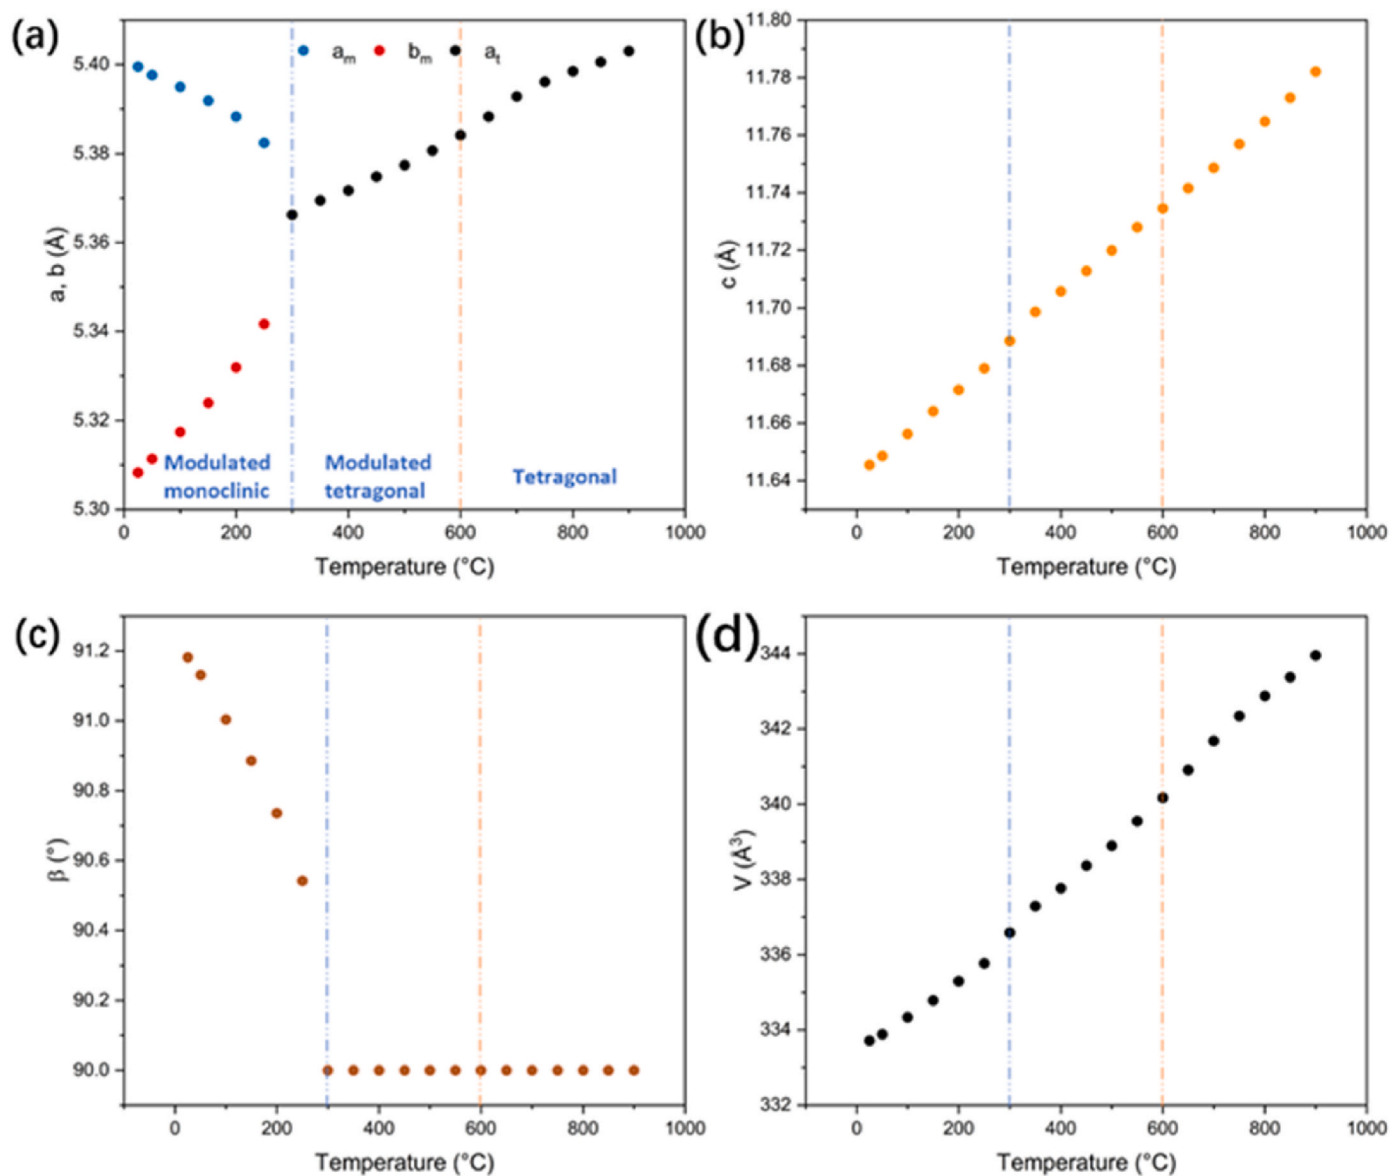 (a)
a_m b_m a_t
5.40
5.38
5.36
5.34
5.32
5.30
a, b (Å)
Modulated monoclinic
Modulated tetragonal
Tetragonal
0 200 400 600 800 1000
Temperature (°C)
(b)
11.80
11.78
11.76
11.74
11.72
11.70
11.68
11.66
11.64
c (Å)
0 200 400 600 800 1000
Temperature (°C)
(c)
91.2
91.0
90.8
90.6
90.4
90.2
90.0
β (°)
0 200 400 600 800 1000
Temperature (°C)
(d)
344
342
340
338
336
334
332
V (Å³)
0 200 400 600 800 1000
Temperature (°C)